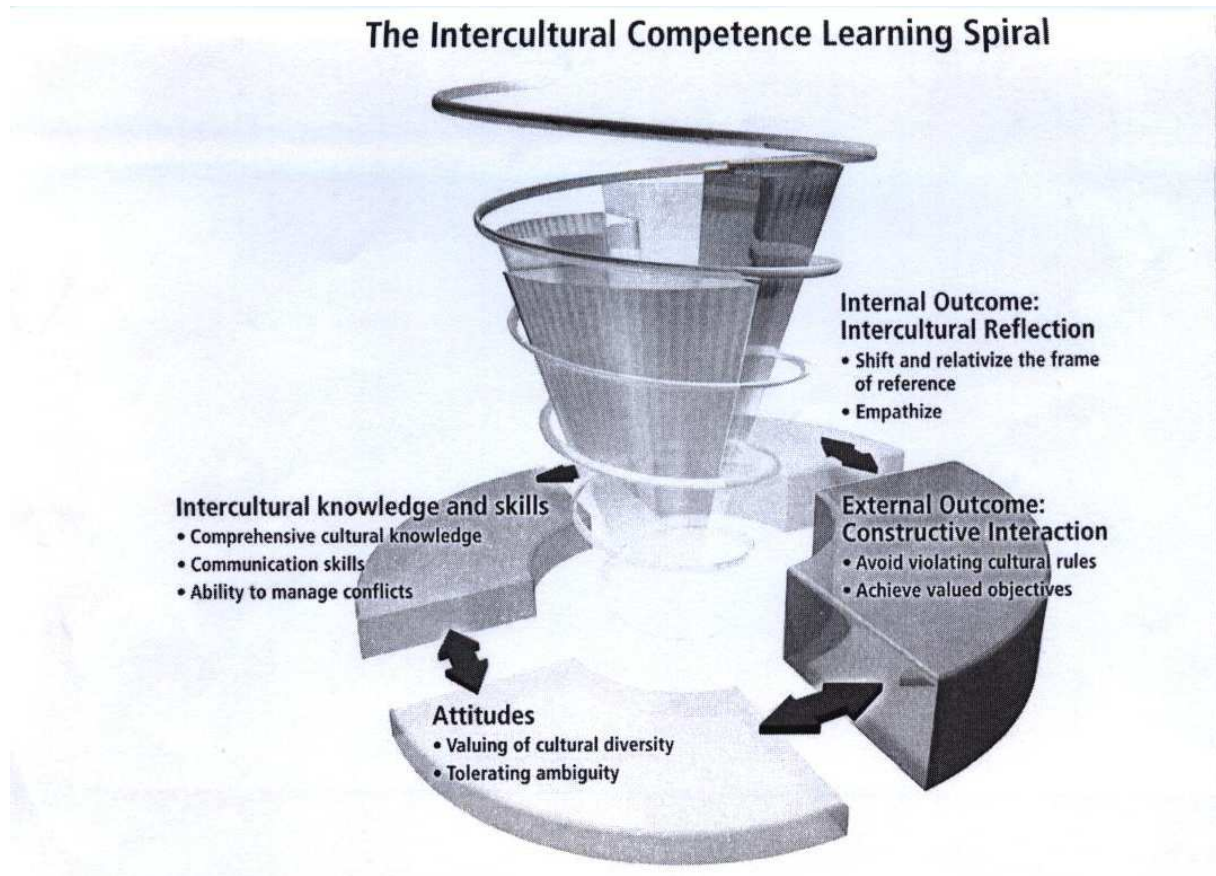 The Intercultural Competence Learning Spiral
Internal Outcome:
Intercultural Reflection
• Shift and relativize the frame
of reference
• Empathize
Intercultural knowledge and skills
• Comprehensive cultural knowledge
• Communication skills
• Ability to manage conflicts
External Outcome:
Constructive Interaction
• Avoid violating cultural rules
• Achieve valued objectives
Attitudes
• Valuing of cultural diversity
• Tolerating ambiguity